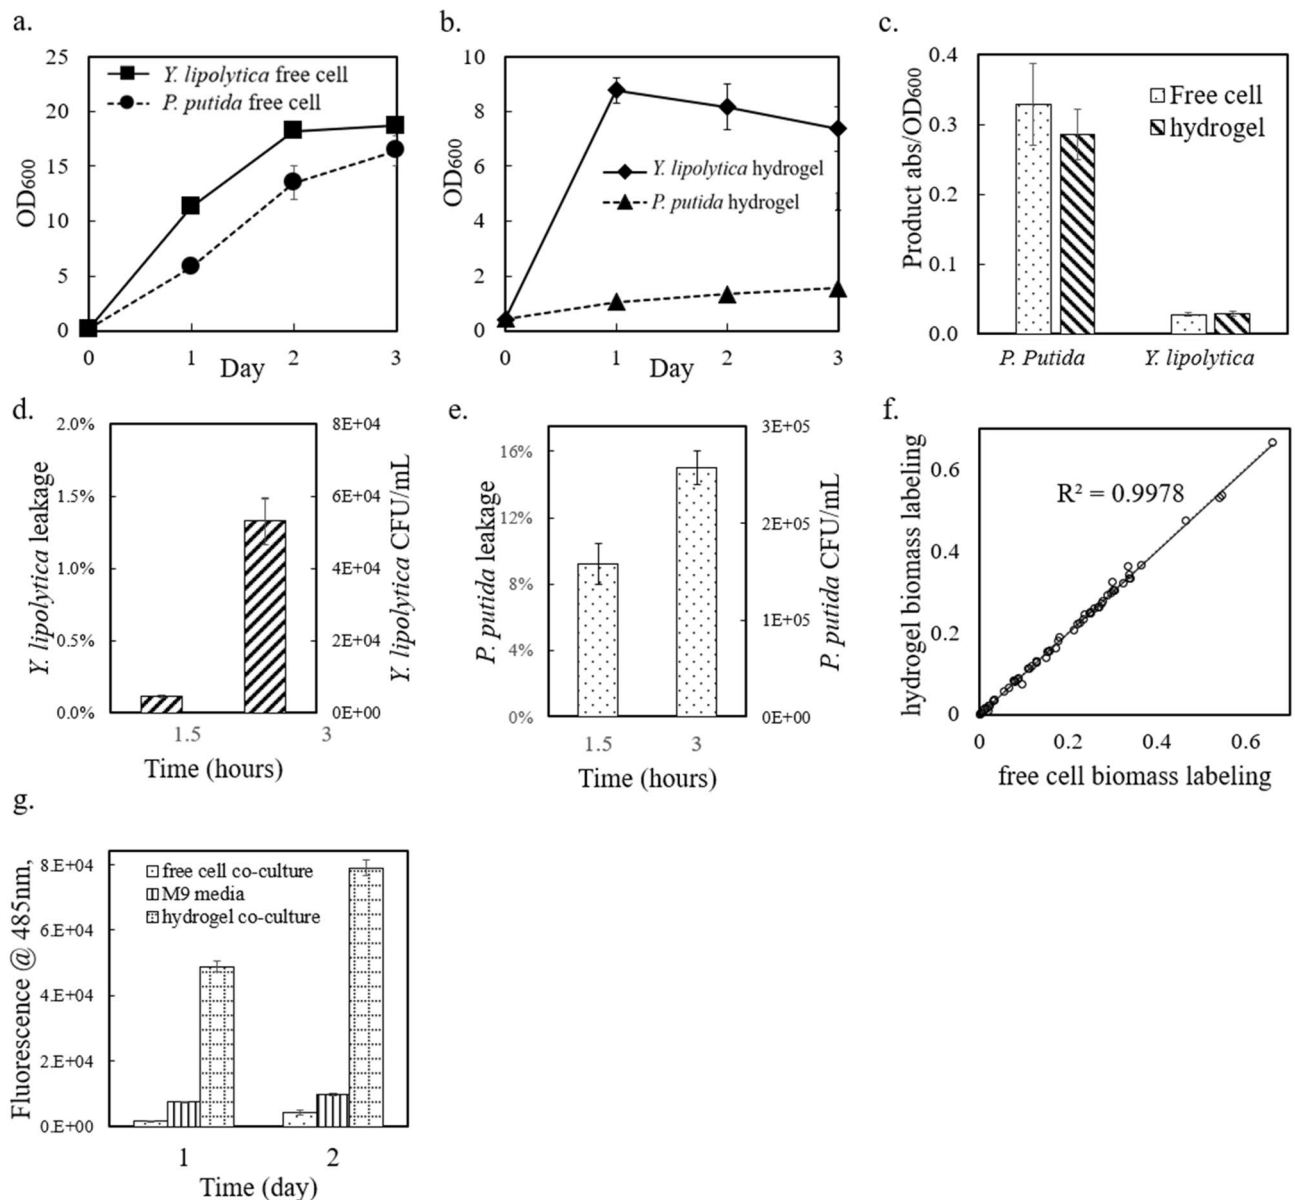 a.
25
20
15
10
5
0
OD600
Y. lipolytica free cell
P. putida free cell
0 1 2 3
Day
b.
10
8
6
4
2
0
OD600
Y. lipolytica hydrogel
P. putida hydrogel
0 1 2 3
Day
c.
0.4
0.3
0.2
0.1
0.0
Product abs/OD600
Free cell
hydrogel
P. Putida Y. lipolytica
d.
2.0%
1.5%
1.0%
0.5%
0.0%
Y. lipolytica leakage
8E+04
6E+04
4E+04
2E+04
0E+00
Y. lipolytica CFU/mL
1.5 3
Time (hours)
e.
16%
12%
8%
4%
0%
P. putida leakage
3E+05
2E+05
1E+05
0E+00
P. putida CFU/mL
1.5 3
Time (hours)
f.
0.6
0.4
0.2
0
hydrogel biomass labeling
R² = 0.9978
0 0.2 0.4 0.6
free cell biomass labeling
g.
8.E+04
6.E+04
4.E+04
2.E+04
0.E+00
Fluorescence @ 485nm,
free cell co-culture
M9 media
hydrogel co-culture
1 2
Time (day)